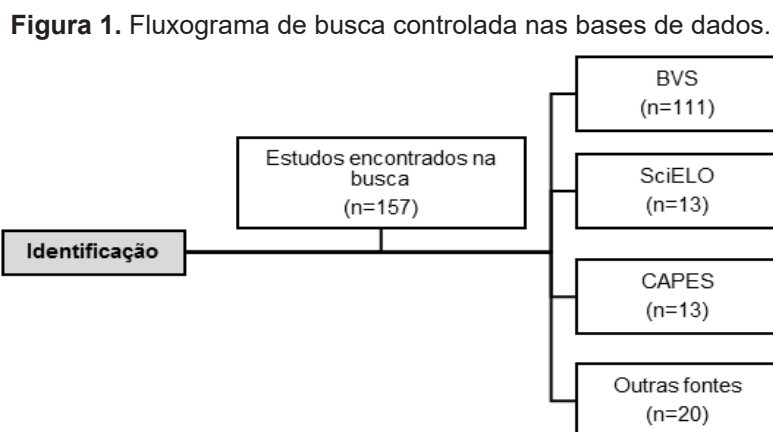 Figura 1. Fluxograma de busca controlada nas bases de dados.
BVS
(n=111)
Estudos encontrados na
busca
(n=157)
SciELO
(n=13)
Identificação
CAPES
(n=13)
Outras fontes
(n=20)